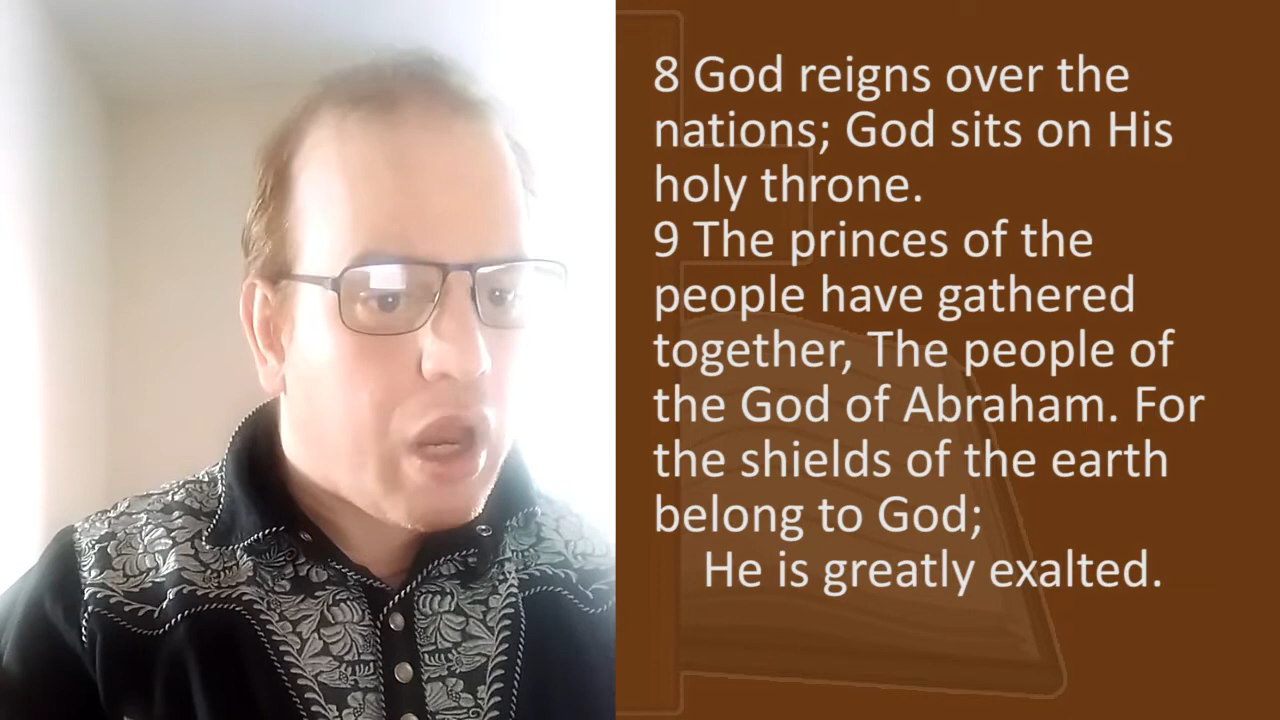 8 God reigns over the
nations; God sits on His
holy throne.
9 The princes of the
people have gathered
together, The people of
the God of Abraham. For
the shields of the earth
belong to God;
He is greatly exalted.